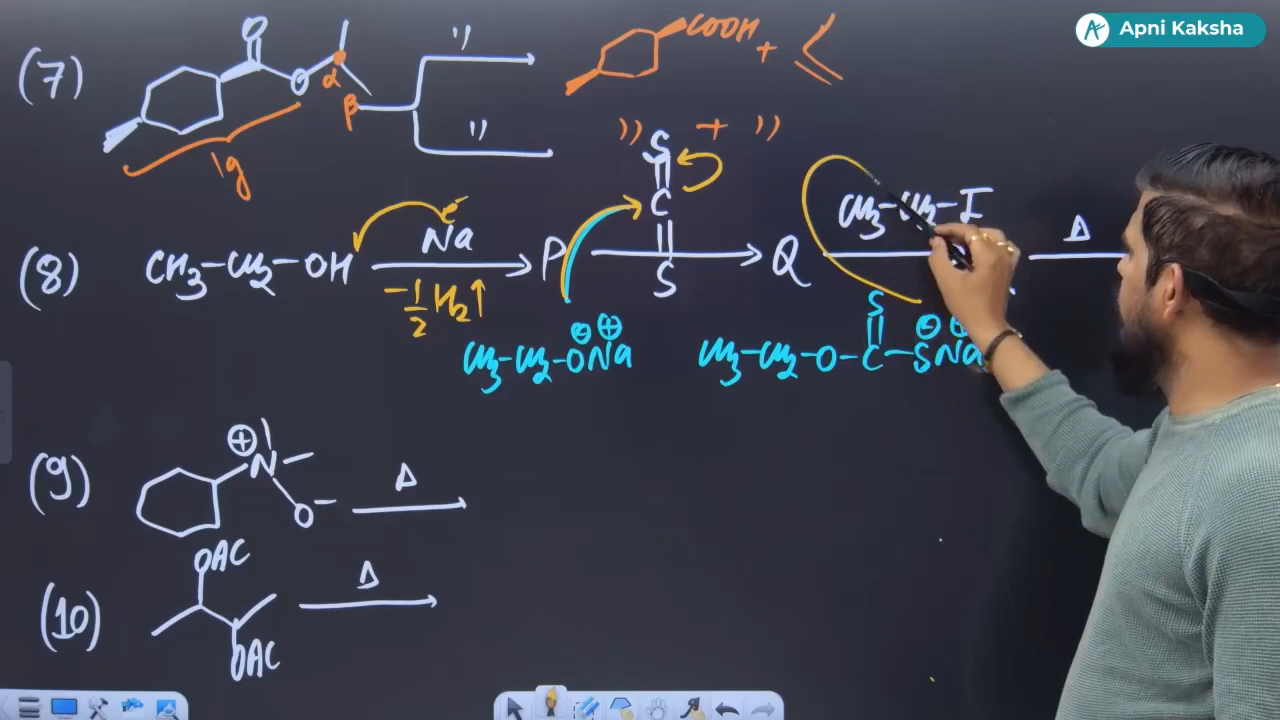 Apni Kaksha
(7) O O α β 1g )) )) COOH +
)) + ))
(8) CH3-CH2-OH Na e⁻ -1/2 H2↑ P S C S Q CH3-CH2-I Δ
CH3-CH2-O⊖Na⊕ CH3-CH2-O-C-S⊖Na⊕ S
(9) ⊕ N O⁻ Δ
(10) OAC OAC Δ